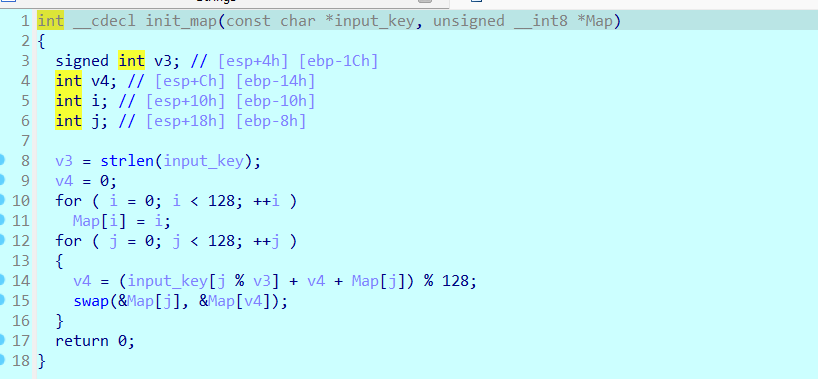 1 int __cdecl init_map(const char *input_key, unsigned __int8 *Map)
2 {
3   signed int v3; // [esp+4h] [ebp-1Ch]
4   int v4; // [esp+Ch] [ebp-14h]
5   int i; // [esp+10h] [ebp-10h]
6   int j; // [esp+18h] [ebp-8h]
7
8   v3 = strlen(input_key);
9   v4 = 0;
10   for ( i = 0; i < 128; ++i )
11     Map[i] = i;
12   for ( j = 0; j < 128; ++j )
13   {
14     v4 = (input_key[j % v3] + v4 + Map[j]) % 128;
15     swap(&Map[j], &Map[v4]);
16   }
17   return 0;
18 }